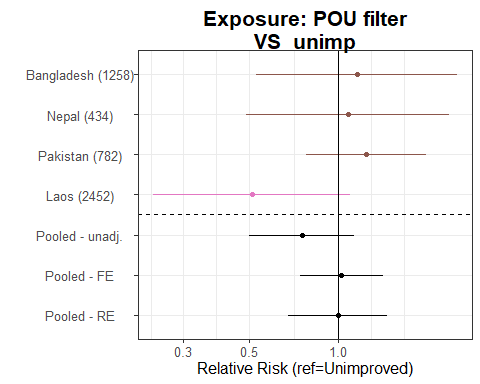 Exposure: POU filter
VS unimp
Bangladesh (1258)
Nepal (434)
Pakistan (782)
Laos (2452)
Pooled - unadj.
Pooled - FE
Pooled - RE
0.3 0.5 1.0
Relative Risk (ref=Unimproved)